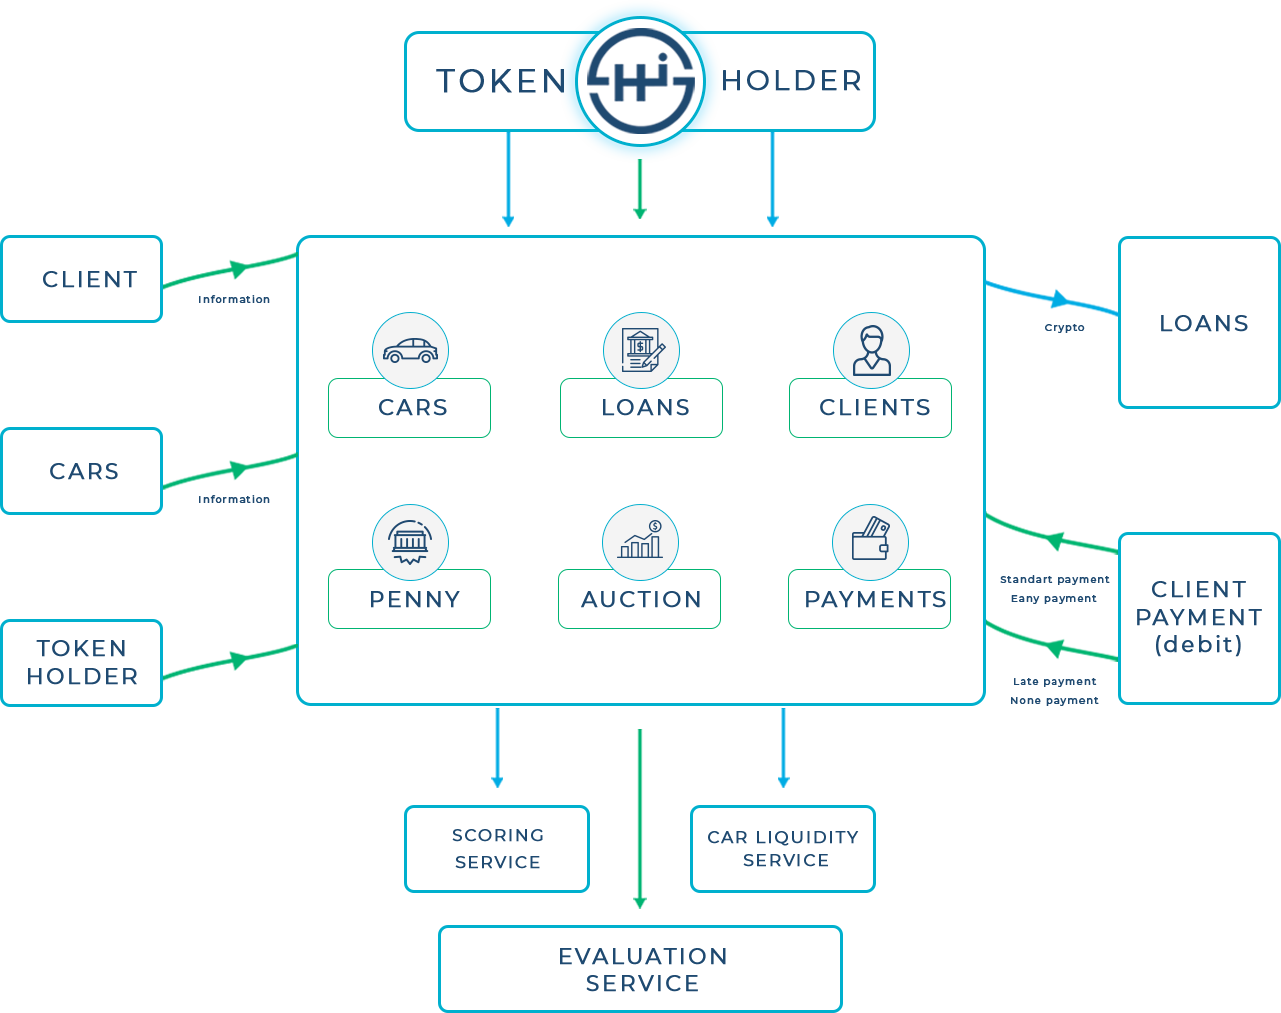 TOKEN HOLDER
CLIENT
Information
CARS
Information
TOKEN
HOLDER
CARS
LOANS
CLIENTS
PENNY
AUCTION
PAYMENTS
Crypto
LOANS
Standart payment
Eany payment
Late payment
None payment
CLIENT
PAYMENT
(debit)
SCORING
SERVICE
CAR LIQUIDITY
SERVICE
EVALUATION
SERVICE